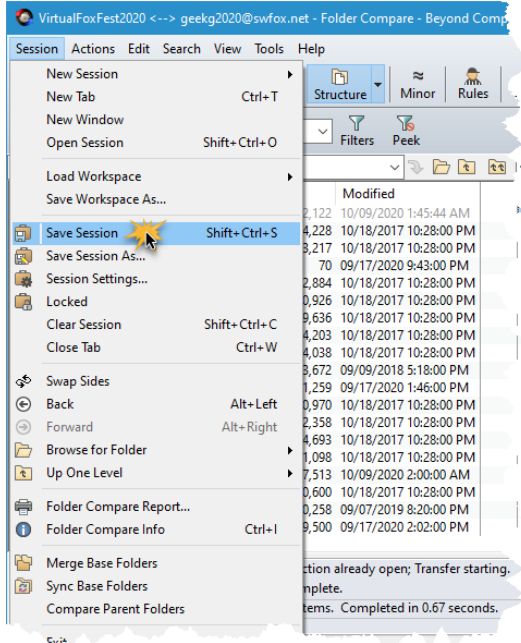 VirtualFoxFest2020 <--> geekg2020@swfox.net - Folder Compare - Beyond Comp
Session Actions Edit Search View Tools Help
New Session
New Tab Ctrl+T
New Window
Open Session Shift+Ctrl+O
Load Workspace
Save Workspace As...
Save Session Shift+Ctrl+S
Save Session As...
Session Settings...
Locked
Clear Session Shift+Ctrl+C
Close Tab Ctrl+W
Swap Sides
Back Alt+Left
Forward Alt+Right
Browse for Folder
Up One Level
Folder Compare Report...
Folder Compare Info Ctrl+I
Merge Base Folders
Sync Base Folders
Compare Parent Folders
Exit
Structure Minor Rules
Filters Peek
Modified
2,122 10/09/2020 1:45:44 AM
4,228 10/18/2017 10:28:00 PM
3,217 10/18/2017 10:28:00 PM
70 09/17/2020 9:43:00 PM
2,884 10/18/2017 10:28:00 PM
0,926 10/18/2017 10:28:00 PM
9,636 10/18/2017 10:28:00 PM
4,203 10/18/2017 10:28:00 PM
4,038 10/18/2017 10:28:00 PM
3,672 09/09/2018 5:18:00 PM
1,259 09/17/2020 1:46:00 PM
0,970 10/18/2017 10:28:00 PM
2,358 10/18/2017 10:28:00 PM
4,693 10/18/2017 10:28:00 PM
1,098 10/18/2017 10:28:00 PM
7,513 10/09/2020 2:00:00 AM
0,600 10/18/2017 10:28:00 PM
0,258 09/07/2019 8:20:00 PM
9,500 09/17/2020 2:02:00 PM
ction already open; Transfer starting.
mplete.
tems. Completed in 0.67 seconds.